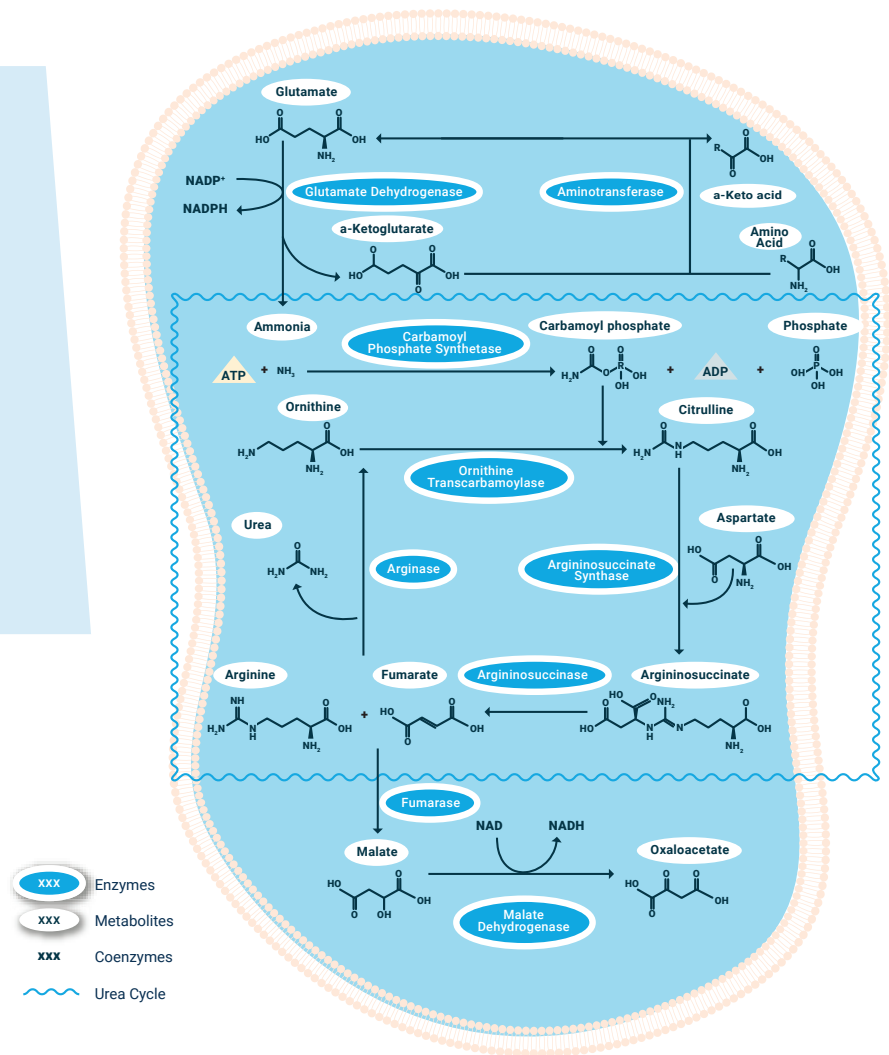 Glutamate
O
O
HO
OH
NH2
R
O
OH
O
NADP+
NADPH
Glutamate Dehydrogenase
Aminotransferase
a-Keto acid
a-Ketoglutarate
Amino
Acid
O
O
HO
OH
O
R
O
OH
NH2
Ammonia
Carbamoyl
Phosphate Synthetase
Carbamoyl phosphate
Phosphate
ATP
+
NH3
O
O
H2N
O
R
OH
OH
+
ADP
+
O
HO
P
OH
OH
Ornithine
Citrulline
O
H2N
OH
NH2
O
O
H2N
N
H
OH
NH2
Ornithine
Transcarbamoylase
Urea
Aspartate
O
H2N
NH2
Arginase
Argininosuccinate
Synthase
HO
O
O
OH
NH2
Arginine
Fumarate
Argininosuccinase
Argininosuccinate
NH
O
H2N
N
H
OH
NH2
+
HO
O
O
OH
HO
O
NH2
O
HO
N
H
N
O
OH
NH2
Fumarase
NAD
NADH
Malate
Oxaloacetate
HO
O
O
OH
OH
HO
O
O
O
OH
Malate
Dehydrogenase
xxx
Enzymes
xxx
Metabolites
xxx
Coenzymes
Urea Cycle